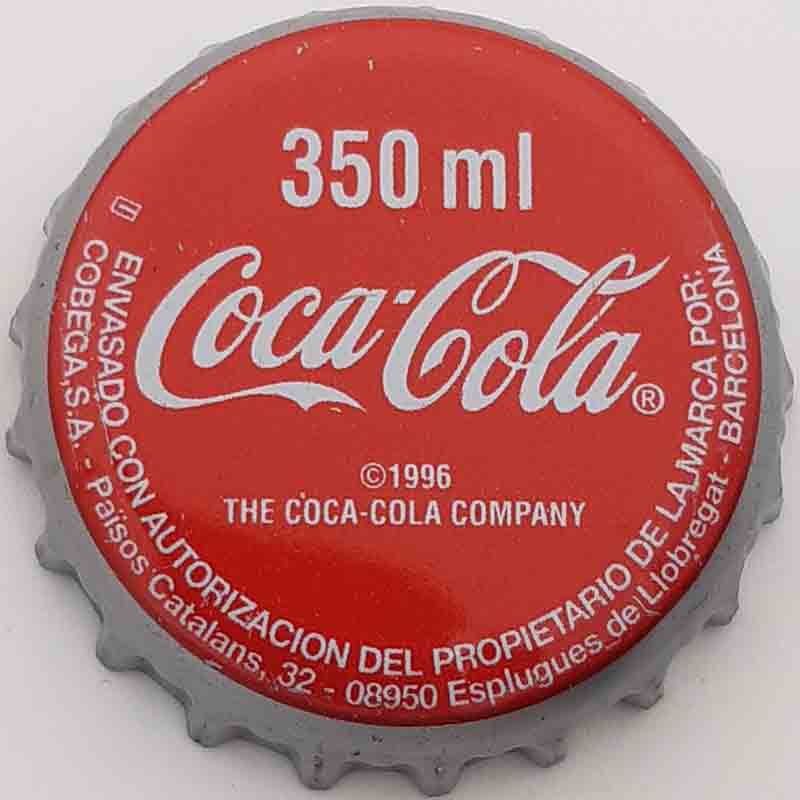 350 ml
Coca-Cola®
©1996
THE COCA-COLA COMPANY
ENVASADO CON AUTORIZACION DEL PROPIETARIO DE LA MARCA POR:
COBEGA,S.A. - Països Catalans, 32 - 08950 Esplugues de Llobregat - BARCELONA